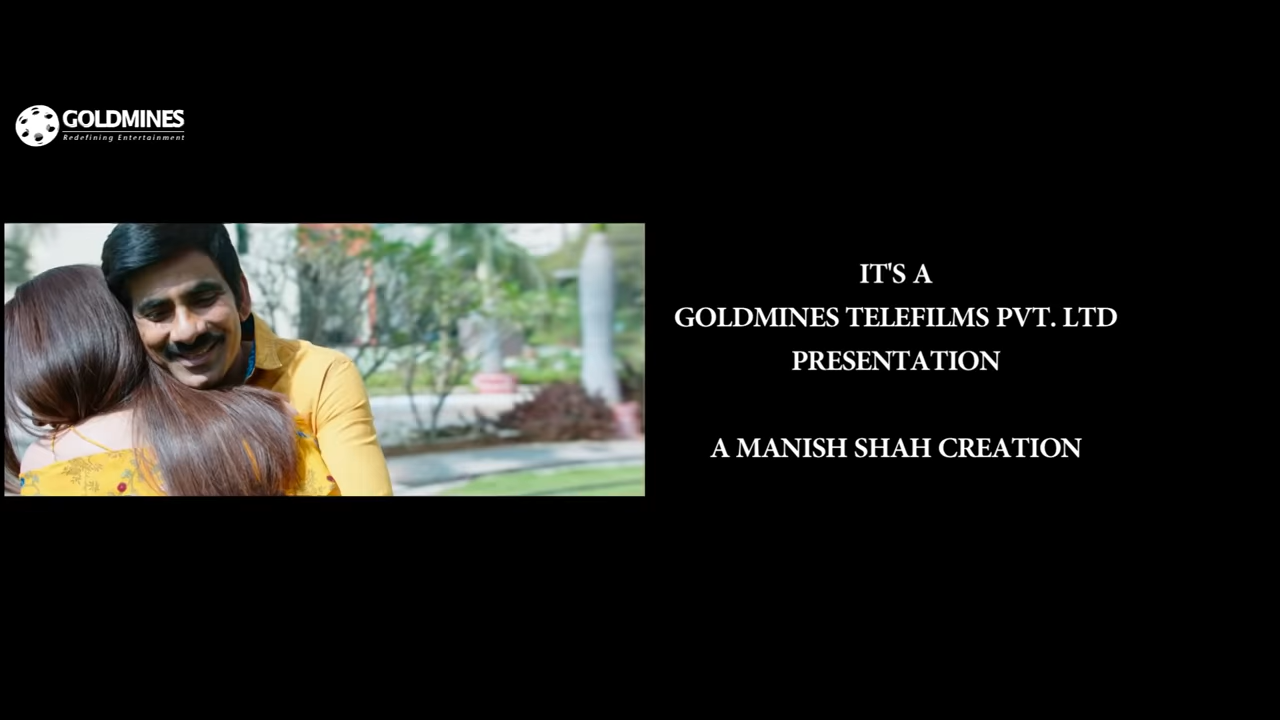 GOLDMINES
Redefining Entertainment
IT'S A
GOLDMINES TELEFILMS PVT. LTD
PRESENTATION
A MANISH SHAH CREATION